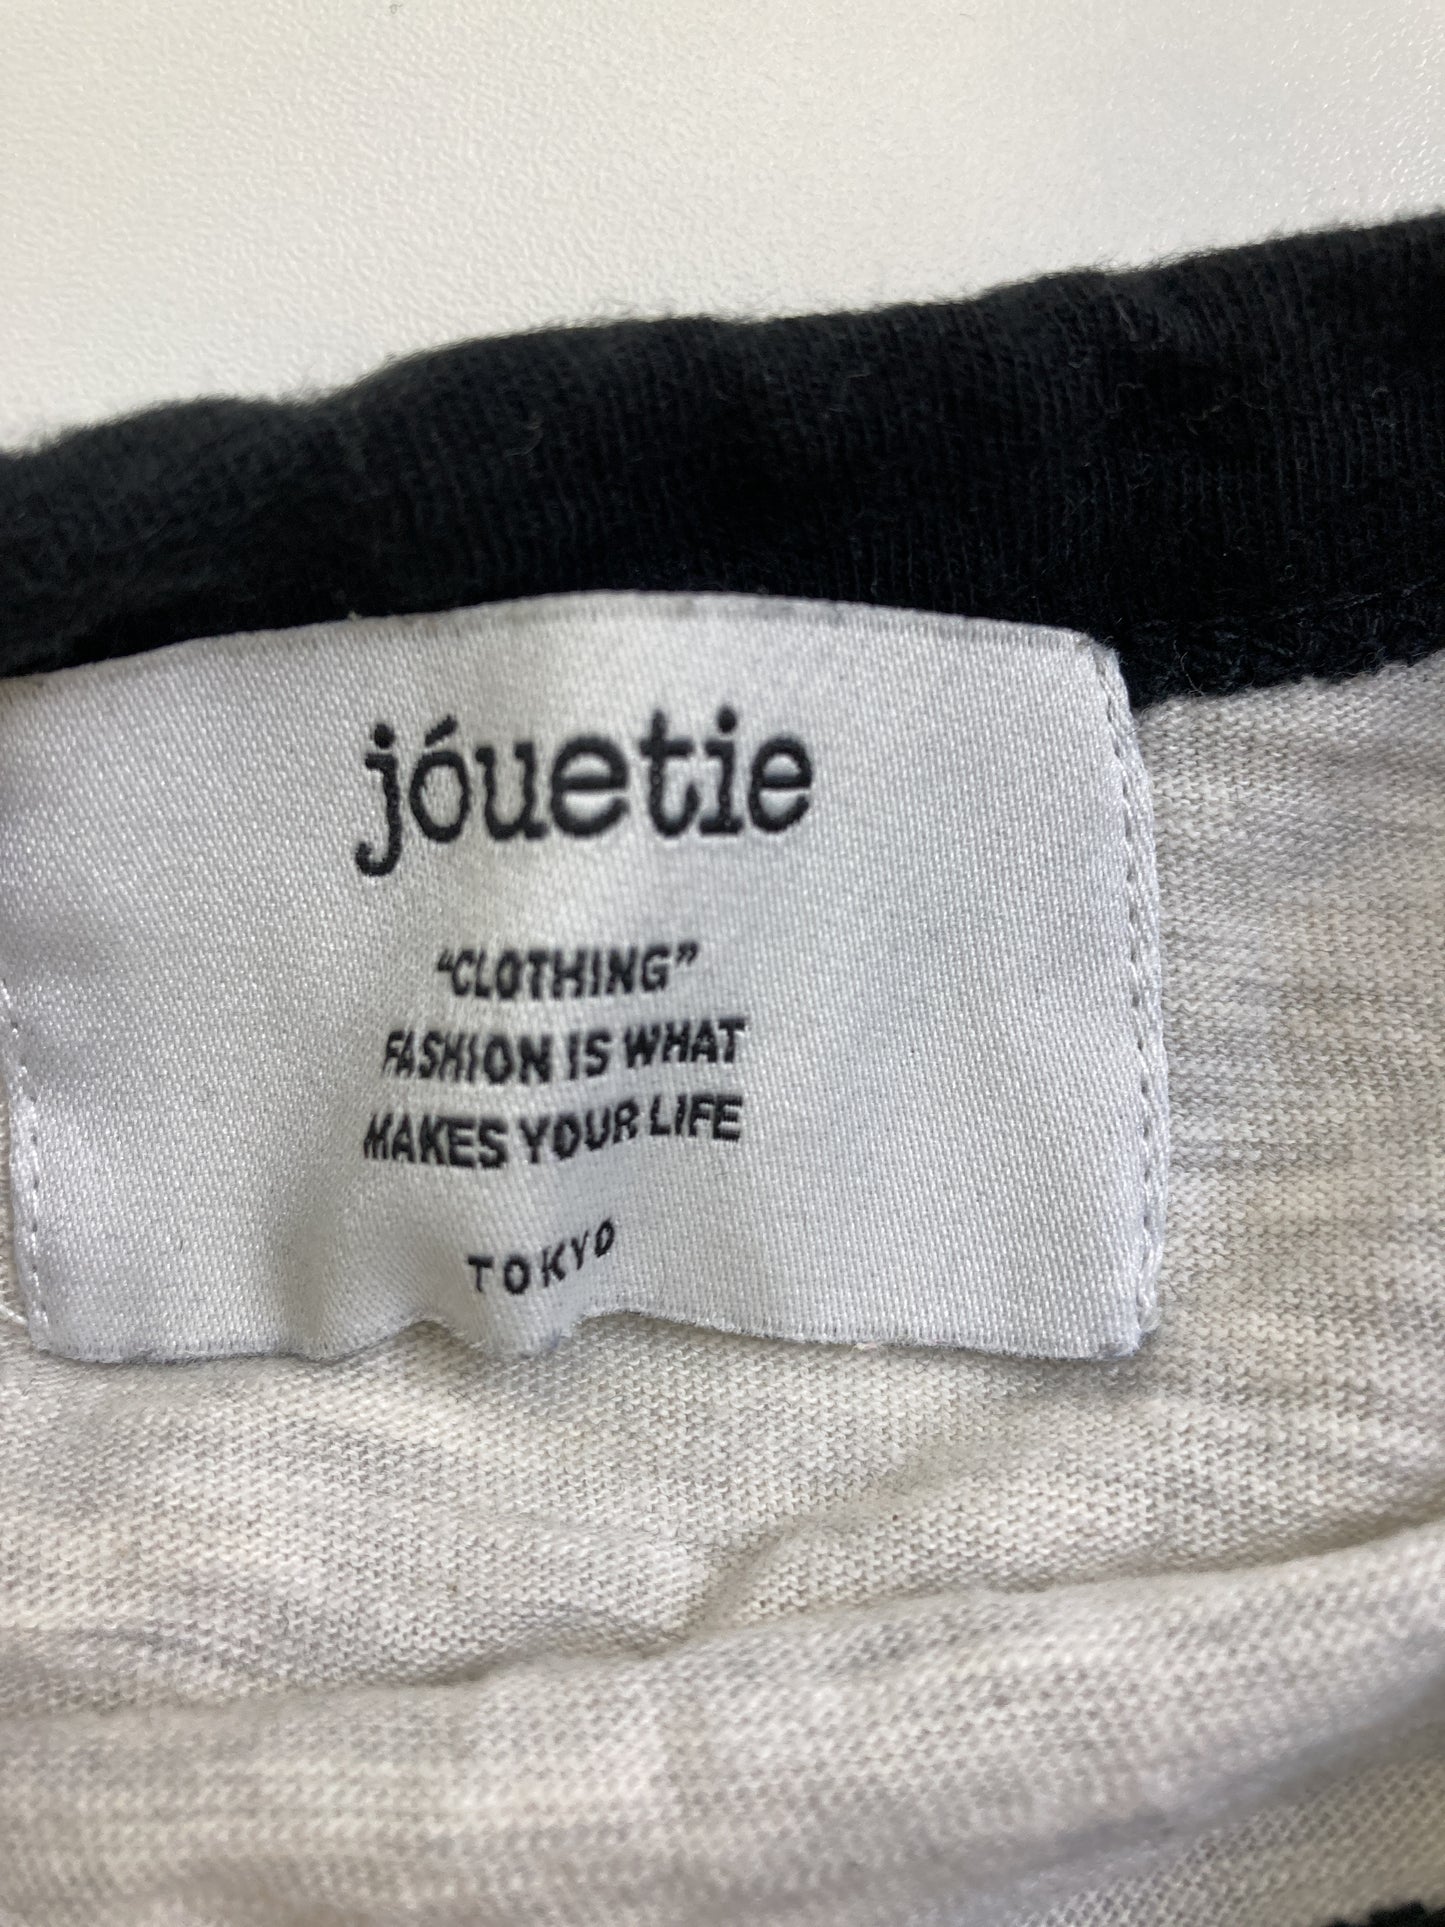 jóuetie
“CLOTHING”
FASHION IS WHAT
MAKES YOUR LIFE
TOKYO